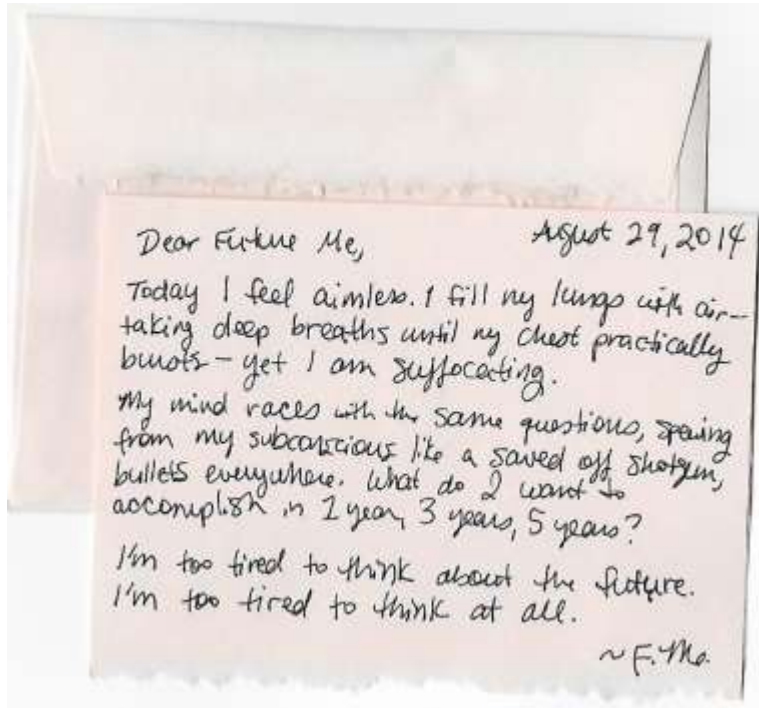 August 29, 2014
Dear Future Me,
Today I feel aimless. I fill my lungs with air-
taking deep breaths until my chest practically
bursts - yet I am suffocating.
My mind races with the same questions, spewing
from my subconscious like a sawed off shotgun,
bullets everywhere. What do I want to
accomplish in 1 year, 3 years, 5 years?
I'm too tired to think about the future.
I'm too tired to think at all.
~ F. Mo.